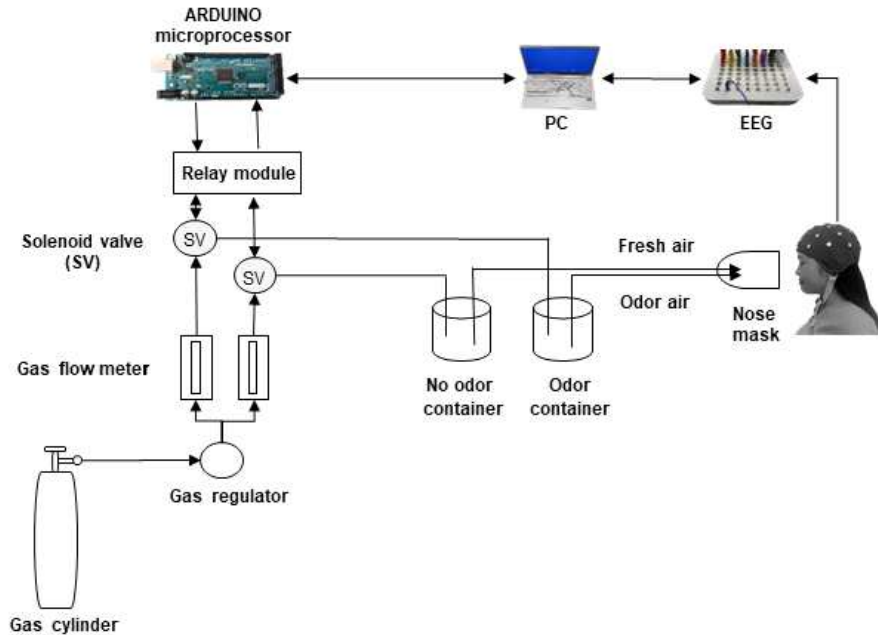 ARDUINO
microprocessor
PC
EEG
Relay module
Solenoid valve
(SV)
SV
SV
Fresh air
Odor air
Nose
mask
Gas flow meter
No odor
container
Odor
container
Gas regulator
Gas cylinder